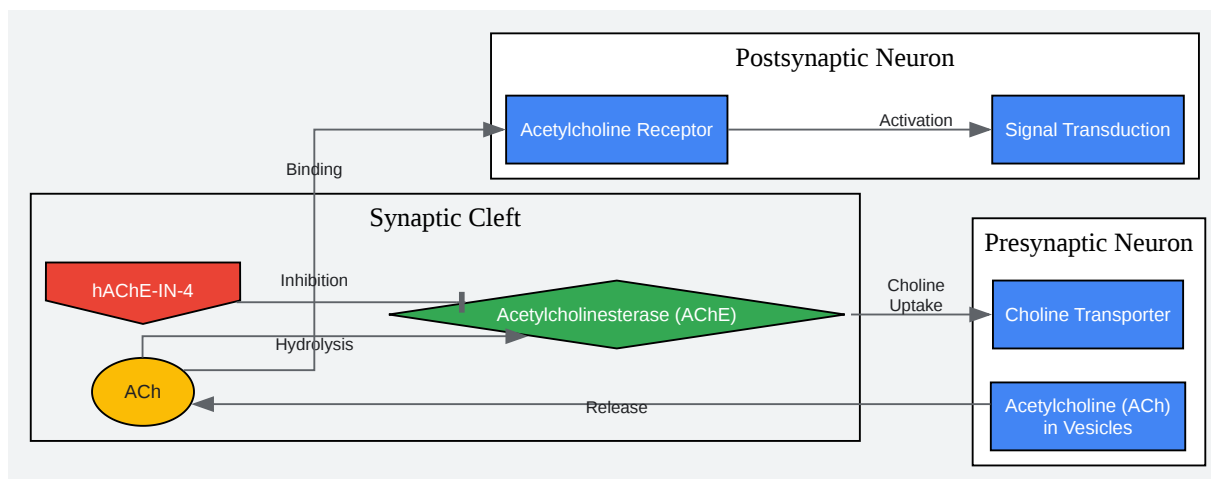 Postsynaptic Neuron
Acetylcholine Receptor
Activation
Signal Transduction
Binding
Synaptic Cleft
Presynaptic Neuron
hAChE-IN-4
Inhibition
Acetylcholinesterase (AChE)
Choline
Uptake
Choline Transporter
Hydrolysis
ACh
Release
Acetylcholine (ACh)
in Vesicles